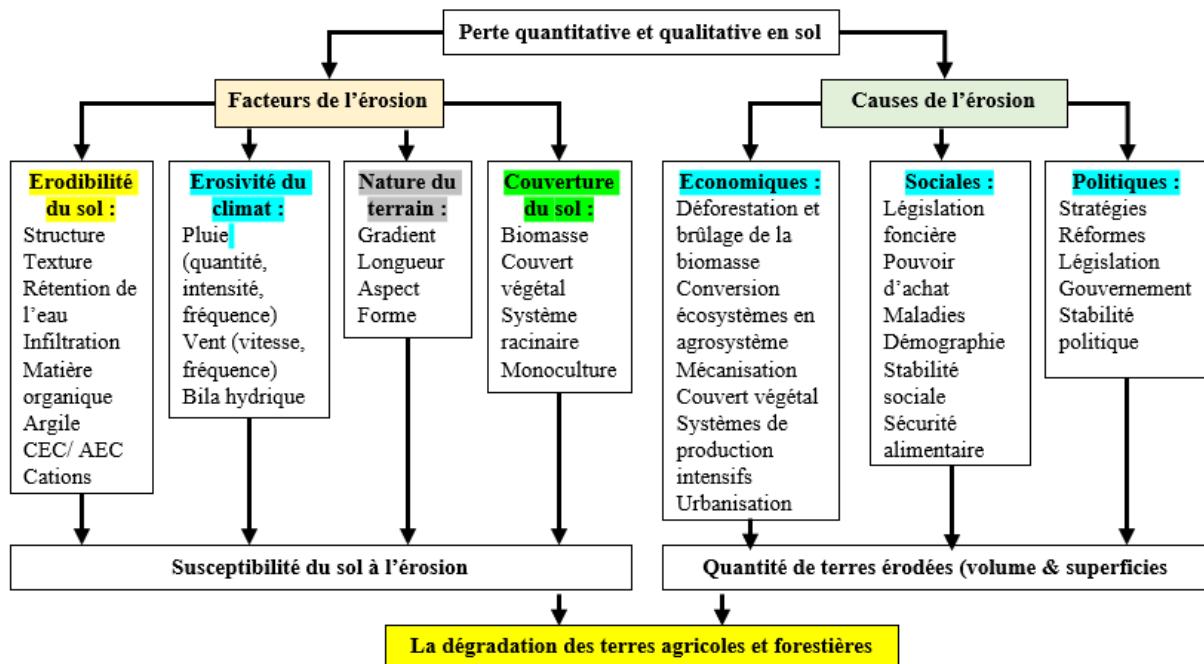 Perte quantitative et qualitative en sol
Facteurs de l’érosion
Causes de l’érosion
Erodibilité
du sol :
Structure
Texture
Rétention de
l’eau
Infiltration
Matière
organique
Argile
CEC/ AEC
Cations
Erosivité du
climat :
Pluie
(quantité,
intensité,
fréquence)
Vent (vitesse,
fréquence)
Bila hydrique
Nature du
terrain :
Gradient
Longueur
Aspect
Forme
Couverture
du sol :
Biomasse
Couvert
végétal
Système
racinaire
Monoculture
Economiques :
Déforestation et
brûlage de la
biomasse
Conversion
écosystèmes en
agrosystème
Mécanisation
Couvert végétal
Systèmes de
production
intensifs
Urbanisation
Sociales :
Législation
foncière
Pouvoir
d’achat
Maladies
Démographie
Stabilité
sociale
Sécurité
alimentaire
Politiques :
Stratégies
Réformes
Législation
Gouvernement
Stabilité
politique
Susceptibilité du sol à l’érosion
Quantité de terres érodées (volume & superficies
La dégradation des terres agricoles et forestières